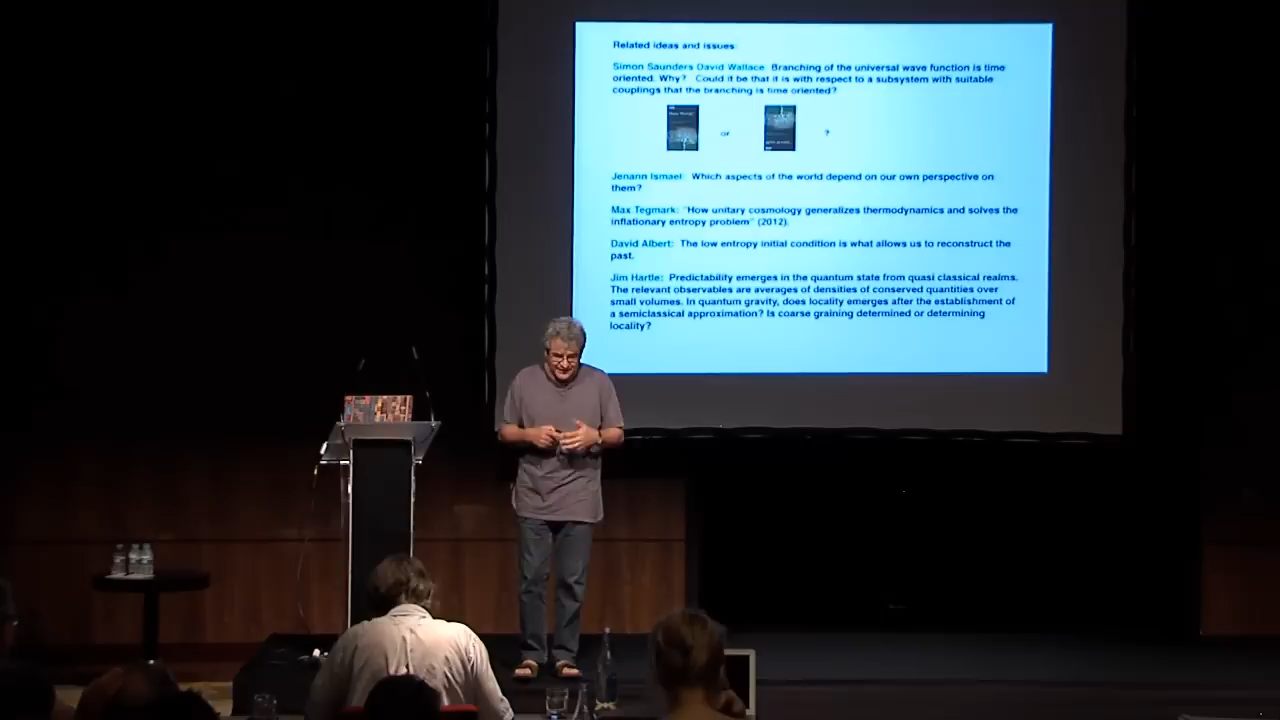 Related ideas and issues:
Simon Saunders David Wallace: Branching of the universal wave function is time
oriented. Why? Could it be that it is with respect to a subsystem with suitable
couplings that the branching is time oriented?
or ?
Jenann Ismael: Which aspects of the world depend on our own perspective on
them?
Max Tegmark: "How unitary cosmology generalizes thermodynamics and solves the
inflationary entropy problem" (2012).
David Albert: The low entropy initial condition is what allows us to reconstruct the
past.
Jim Hartle: Predictability emerges in the quantum state from quasi classical realms.
The relevant observables are averages of densities of conserved quantities over
small volumes. In quantum gravity, does locality emerges after the establishment of
a semiclassical approximation? Is coarse graining determined or determining
locality?